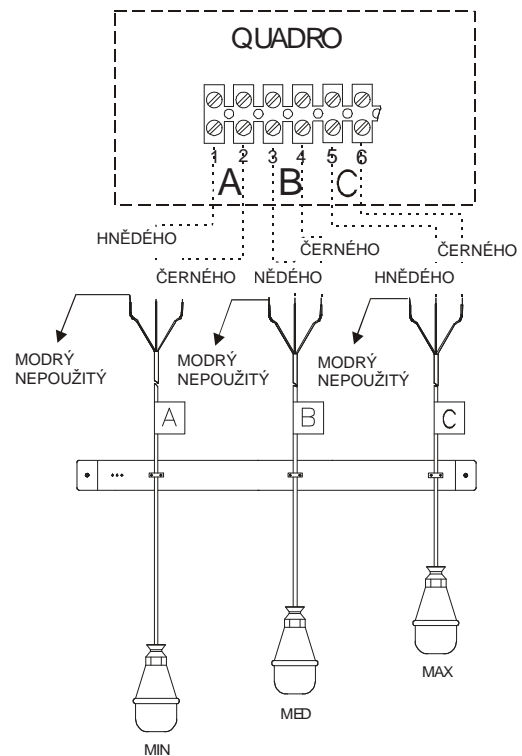 QUADRO
1 2 3 4 5 6
A B C
HNĚDÉHO
ČERNÉHO
ČERNÉHO
ČERNÉHO
NĚDÉHO
HNĚDÉHO
MODRÝ
NEPOUŽITÝ
MODRÝ
NEPOUŽITÝ
MODRÝ
NEPOUŽITÝ
A
B
C
MAX
MED
MIN